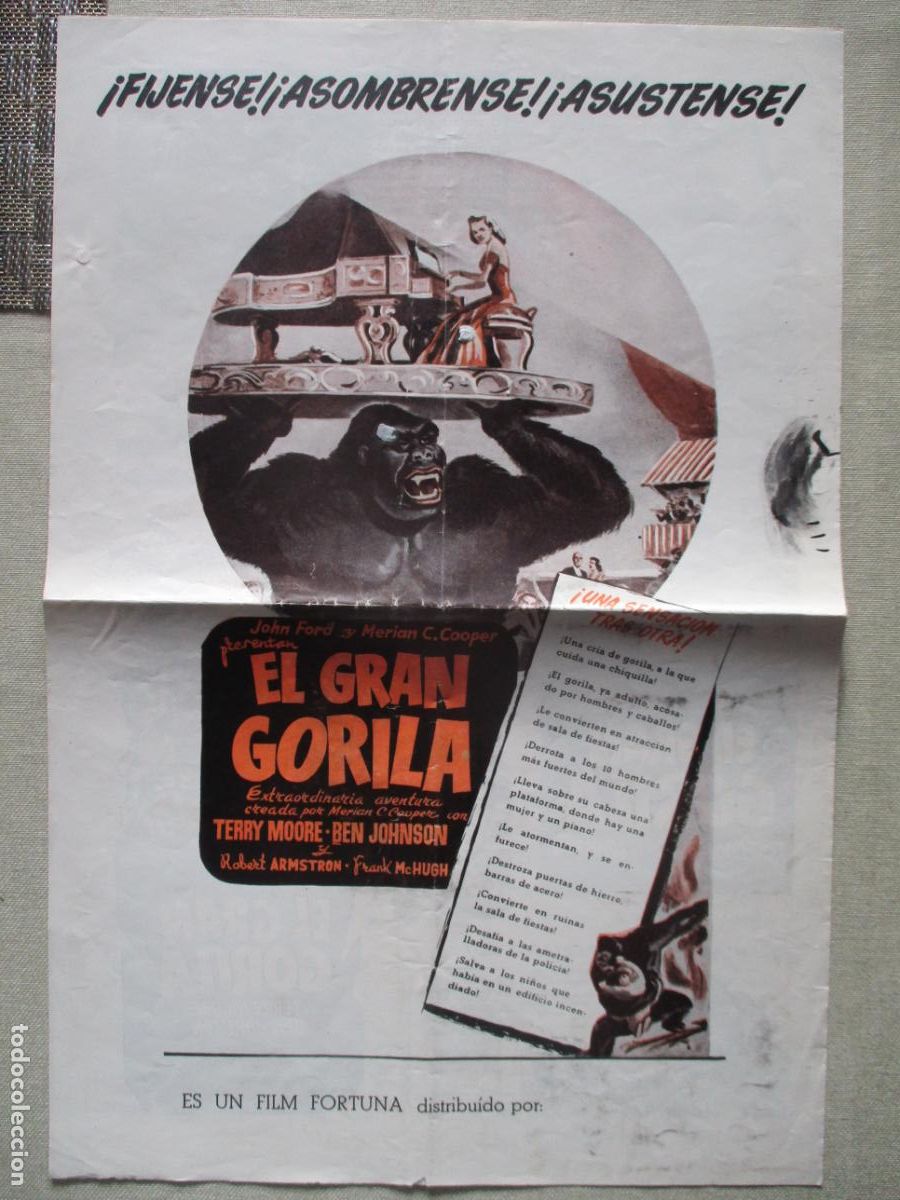 ¡FIJENSE! ¡ASOMBRENSE! ¡ASUSTENSE!
John Ford y Merian C. Cooper
presentan
EL GRAN
GORILA
Extraordinaria aventura
creada por Merian C Cooper con
TERRY MOORE · BEN JOHNSON
y
Robert ARMSTRON · Frank McHUGH
¡UNA SENSACION
TRAS OTRA!
¡Una cría de gorila, a la que
cuida una chiquilla!
¡El gorila, ya adulto, acosa-
do por hombres y caballos!
¡Le convierten en atracción
de sala de fiestas!
¡Derrota a los 10 hombres
más fuertes del mundo!
¡Lleva sobre su cabeza una
plataforma, donde hay una
mujer y un piano!
¡Le atormentan, y se en-
furece!
¡Destroza puertas de hierro,
barras de acero!
¡Convierte en ruinas
la sala de fiestas!
¡Desafía a las ametra-
lladoras de la policía!
¡Salva a los niños que
había en un edificio incen-
diado!
ES UN FILM FORTUNA distribuído por:
todocoleccion